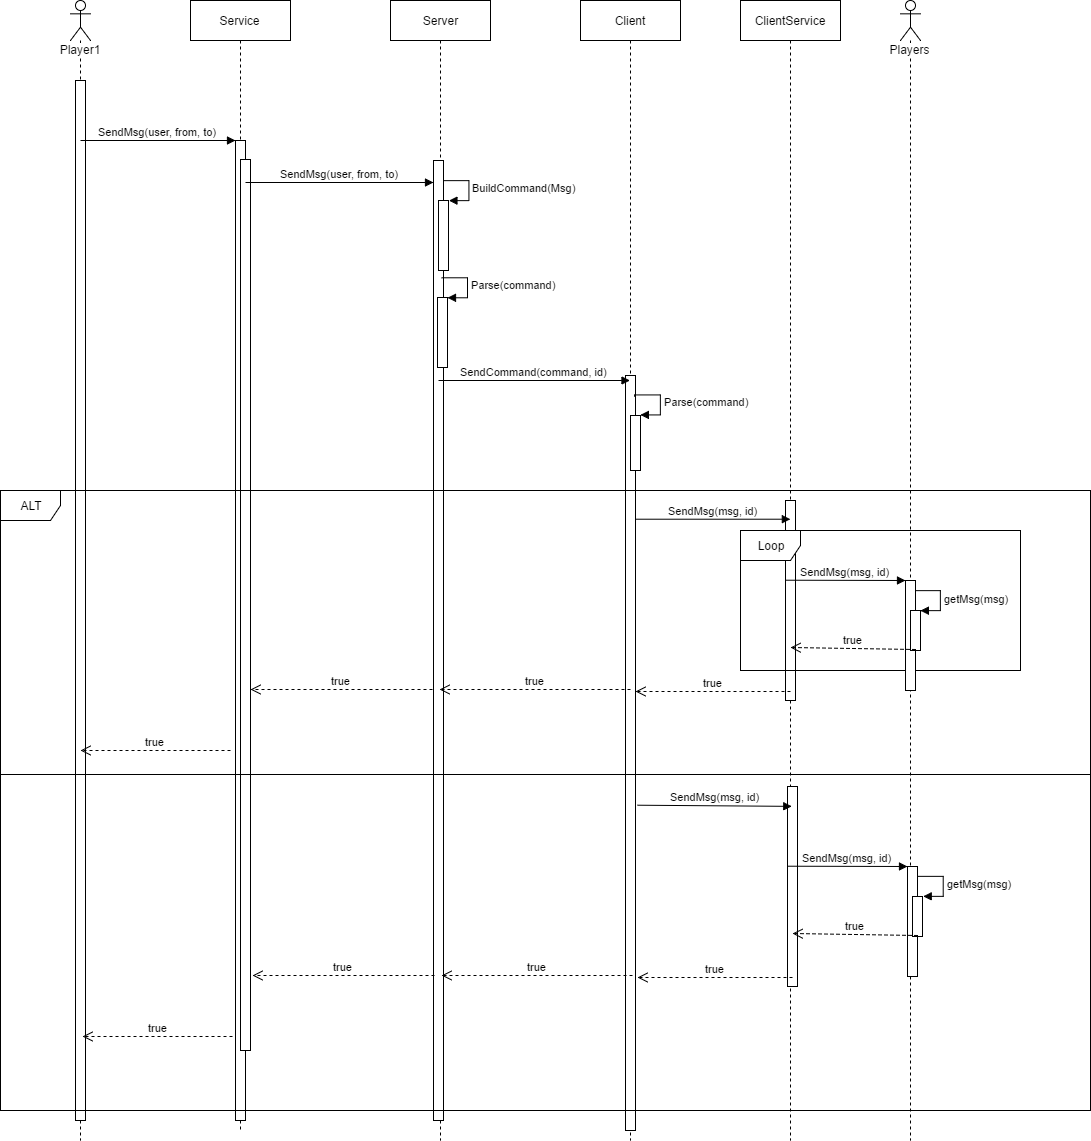 Player1
Service
Server
Client
ClientService
Players
SendMsg(user, from, to)
SendMsg(user, from, to)
BuildCommand(Msg)
Parse(command)
SendCommand(command, id)
Parse(command)
ALT
SendMsg(msg, id)
Loop
SendMsg(msg, id)
getMsg(msg)
true
true
true
true
true
SendMsg(msg, id)
SendMsg(msg, id)
getMsg(msg)
true
true
true
true
true